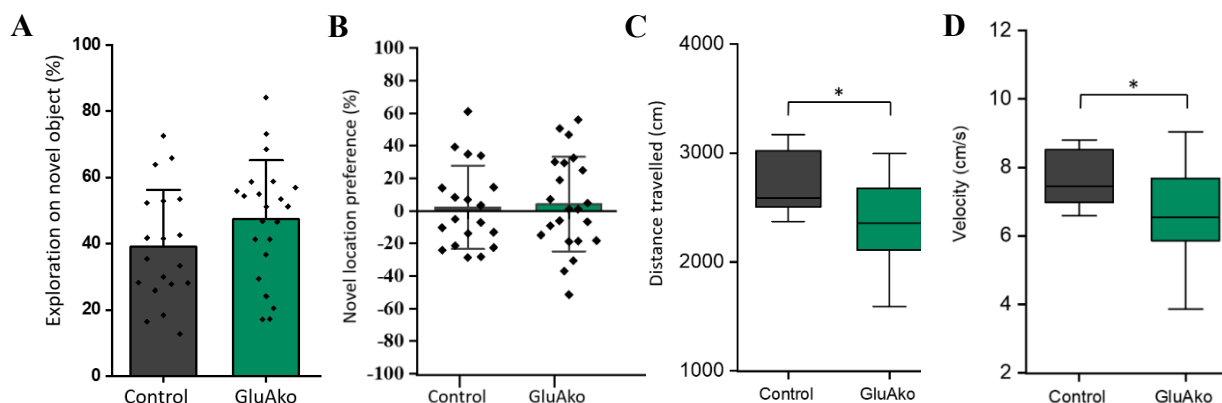 A
Exploration on novel object (%)
100
80
60
40
20
0
Control
GluAko
B
Novel location preference (%)
100
80
60
40
20
0
-20
-40
-60
-80
-100
Control
GluAko
C
Distance travelled (cm)
4000
3000
2000
1000
*
Control
GluAko
D
Velocity (cm/s)
12
10
8
6
4
2
*
Control
GluAko